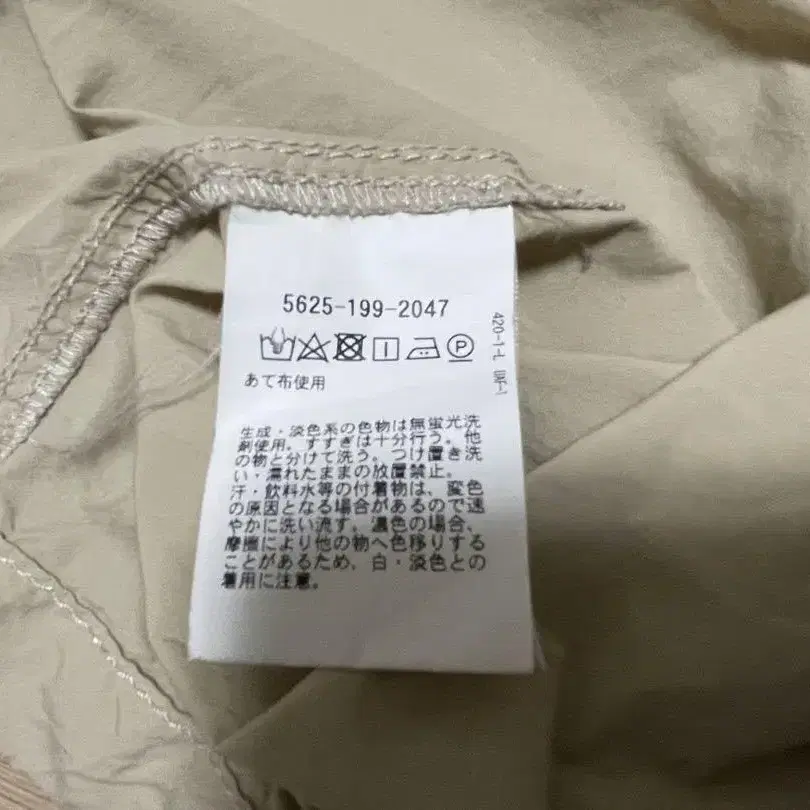 5625-199-2047
あて布使用
生成・淡色系の色物は無蛍光洗
剤使用。すすぎは十分行う。他
の物と分けて洗う。つけ置き洗
い・濡れたままの放置禁止。
汗・飲料水等の付着物は、変色
の原因となる場合があるので速
やかに洗い流す。濃色の場合、
摩擦により他の物へ色移りする
ことがあるため、白・淡色との
着用に注意。
420-1-L